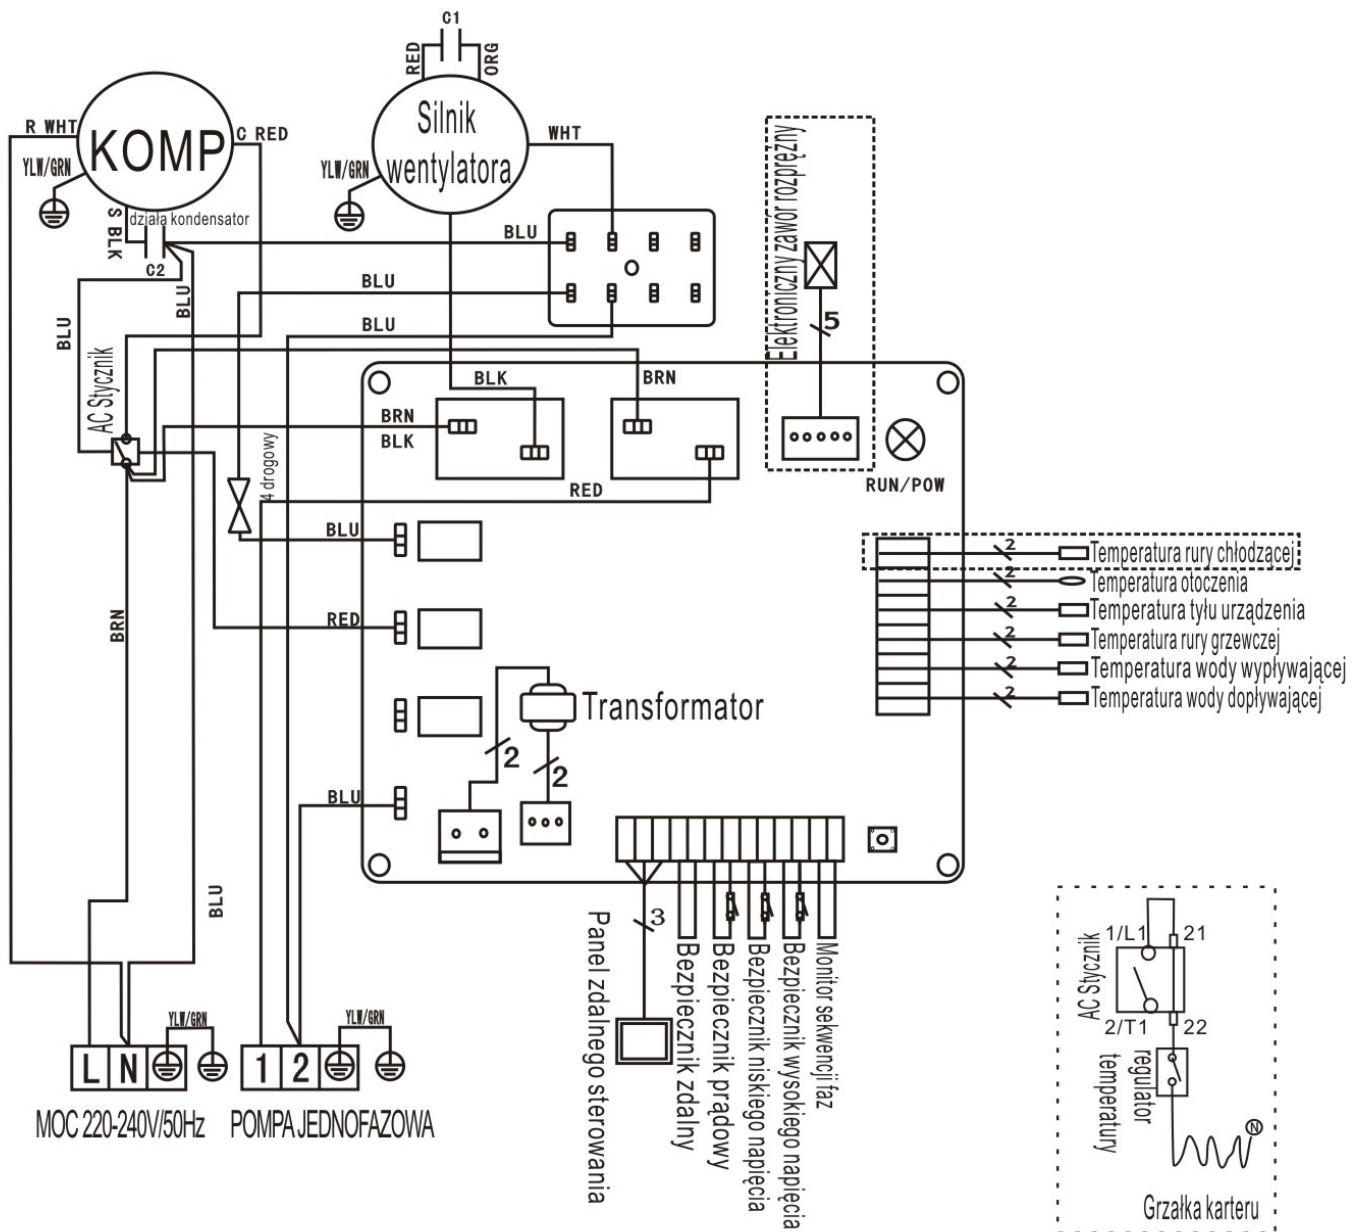 C1
RED
ORG
R WHT
KOMP
C RED
YLW/GRN
S BLK
działa kondensator
C2
Silnik
wentylatora
WHT
YLW/GRN
BLU
BLU
BLU
BLU
BLU
AC Stycznik
Elektroniczny zawór rozprężny
5
BLK
BRN
BRN
BLK
RED
4 drogowy
RUN/POW
BLU
RED
BRN
BLU
BLU
Transformator
2
2
2
Temperatura rury chłodzącej
2
Temperatura otoczenia
2
Temperatura tyłu urządzenia
2
Temperatura rury grzewczej
2
Temperatura wody wypływającej
2
Temperatura wody dopływającej
3
Panel zdalnego sterowania
Bezpiecznik zdalny
Bezpiecznik prądowy
Bezpiecznik niskiego napięcia
Bezpiecznik wysokiego napięcia
Monitor sekwencji faz
YLW/GRN
L N
MOC 220-240V/50Hz
YLW/GRN
1 2
POMPA JEDNOFAZOWA
1/L1
21
AC Stycznik
2/T1
22
regulator
temperatury
N
Grzałka karteru